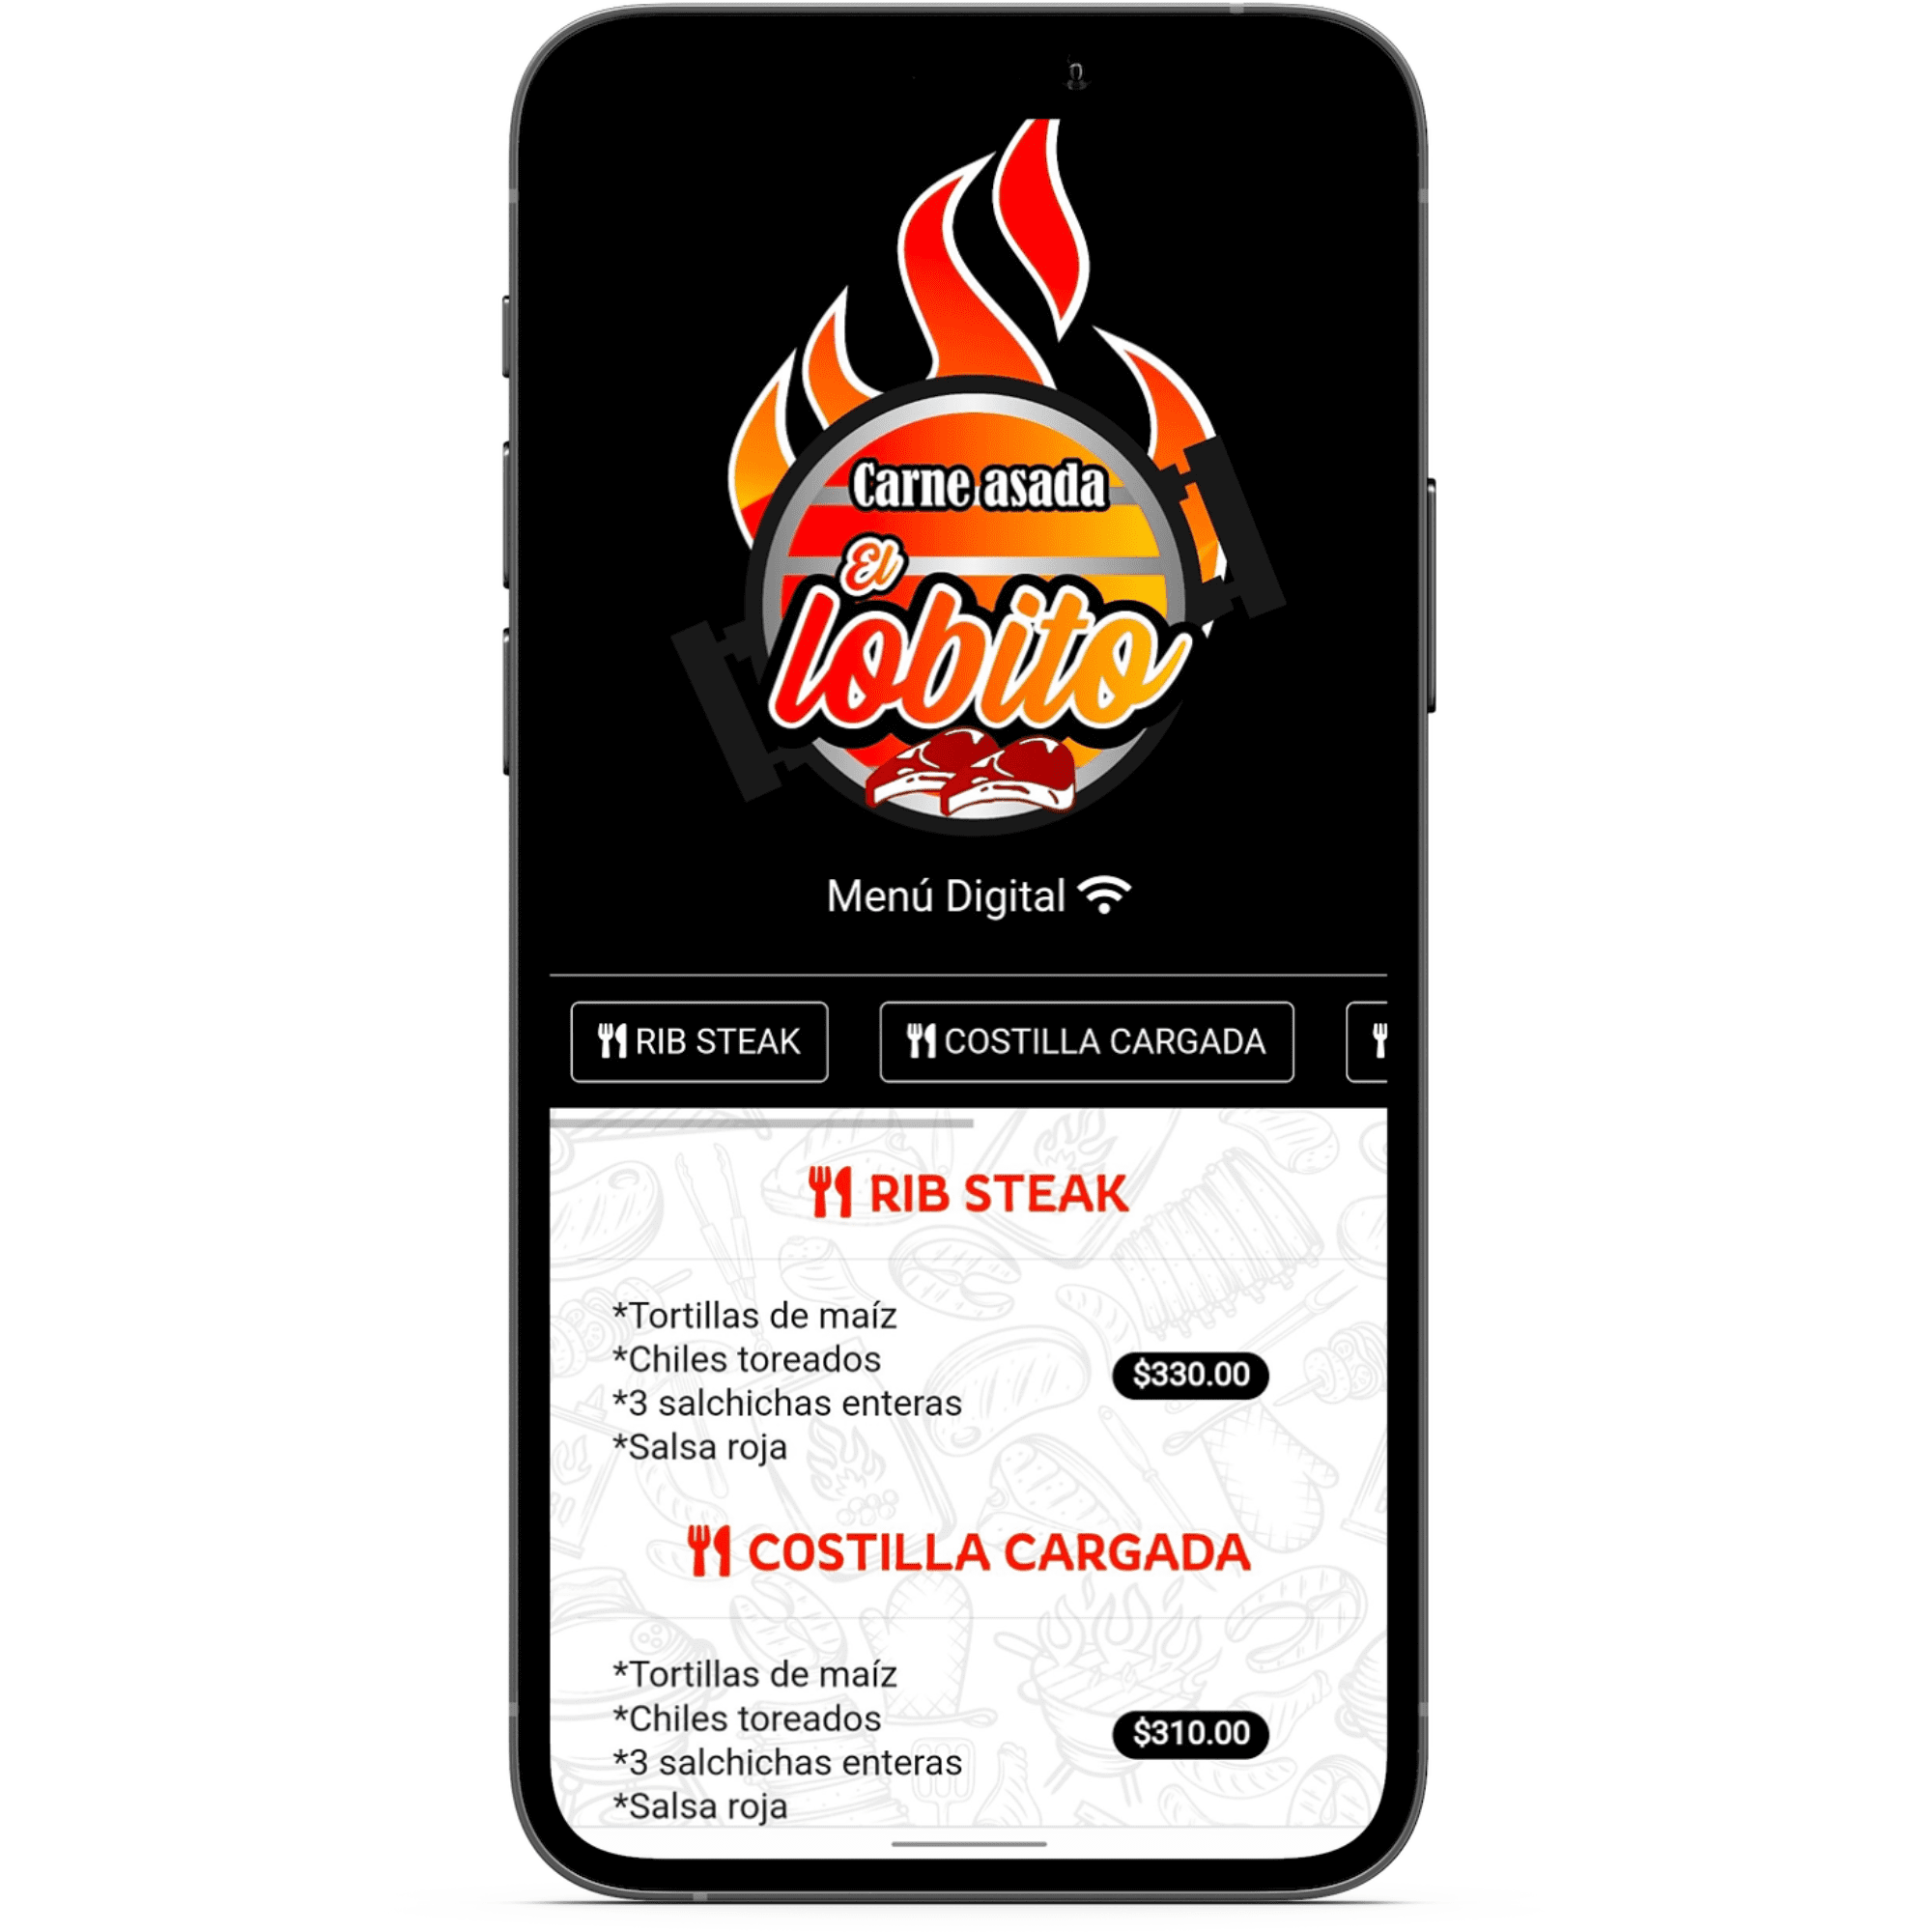 Carne asada
El
lobito
Menú Digital
RIB STEAK
COSTILLA CARGADA
RIB STEAK
*Tortillas de maíz
*Chiles toreados
*3 salchichas enteras
*Salsa roja
$330.00
COSTILLA CARGADA
*Tortillas de maíz
*Chiles toreados
*3 salchichas enteras
*Salsa roja
$310.00